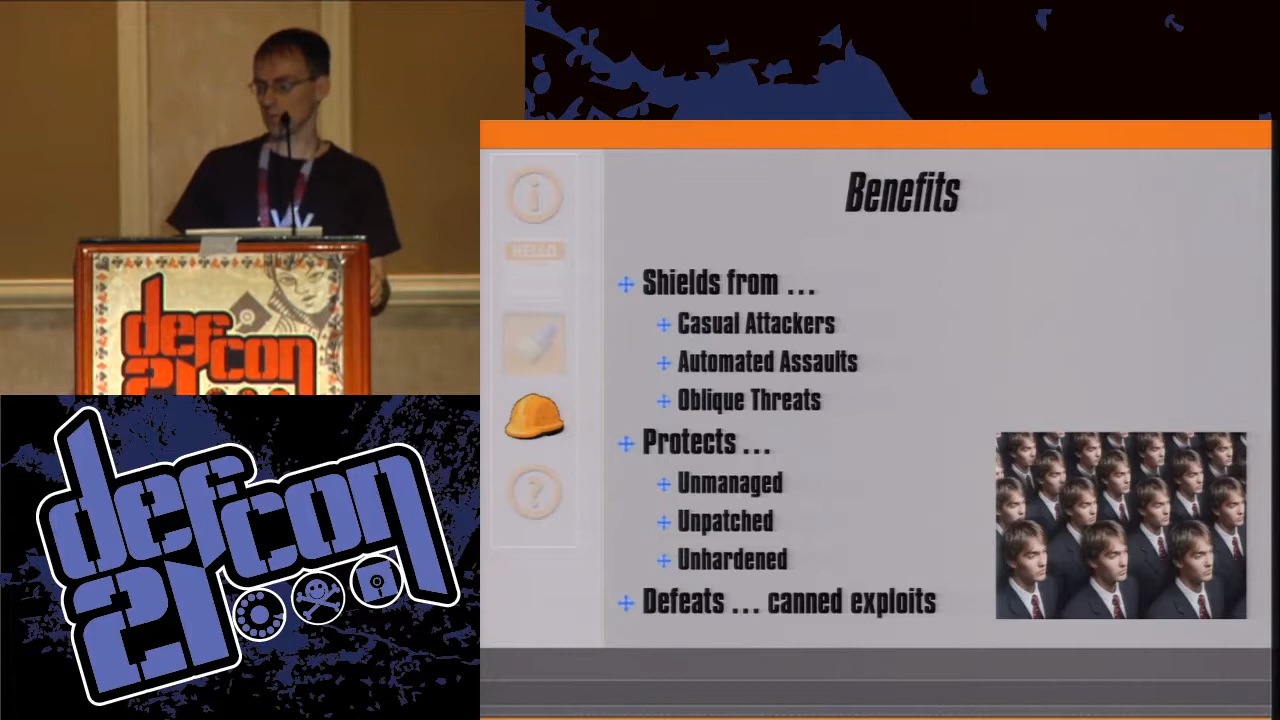 defcon
21
defcon
21
HELLO
Benefits
Shields from ...
Casual Attackers
Automated Assaults
Oblique Threats
Protects ...
Unmanaged
Unpatched
Unhardened
Defeats ... canned exploits